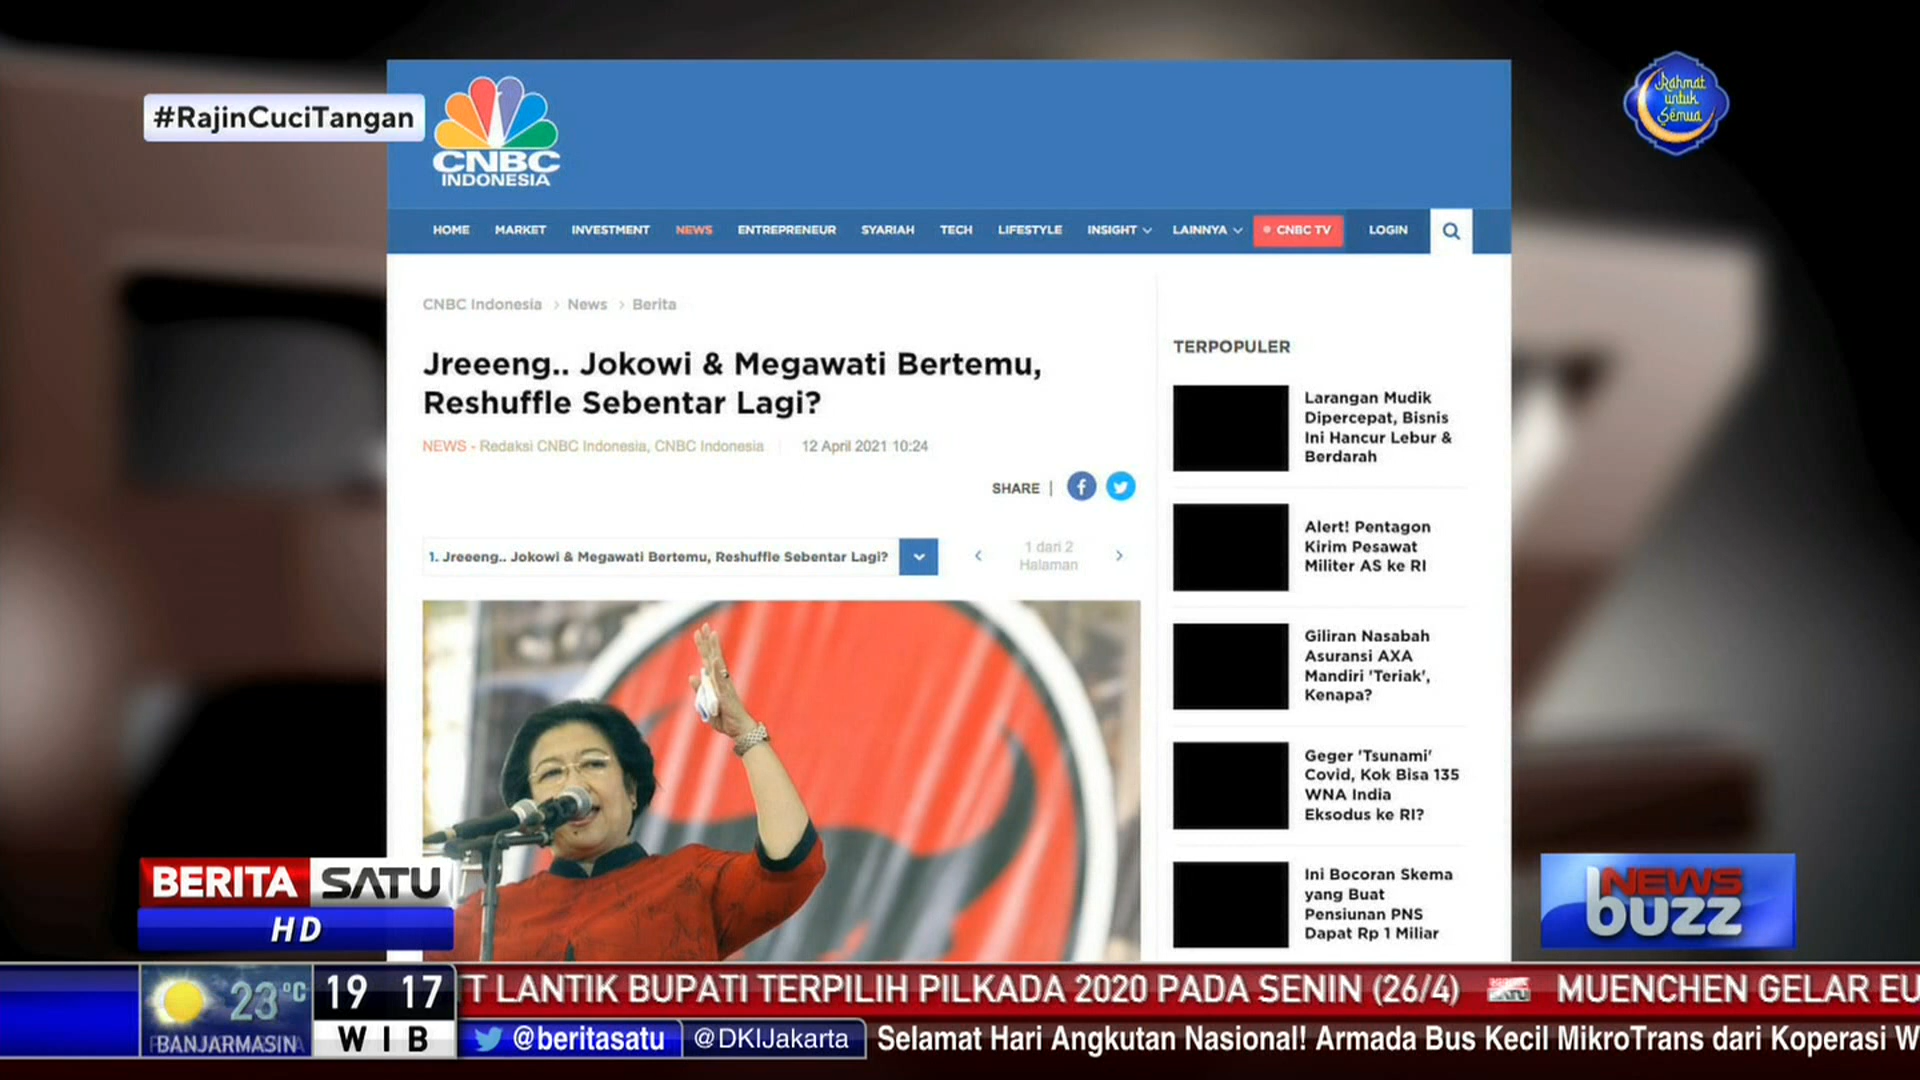 #RajinCuciTangan
CNBC
INDONESIA
Rahmat
untuk
Semua
HOME MARKET INVESTMENT NEWS ENTREPRENEUR SYARIAH TECH LIFESTYLE INSIGHT LAINNYA CNBC TV LOGIN
CNBC Indonesia > News > Berita
Jreeeng.. Jokowi & Megawati Bertemu,
Reshuffle Sebentar Lagi?
NEWS - Redaksi CNBC Indonesia, CNBC Indonesia | 12 April 2021 10:24
SHARE |
1. Jreeeng.. Jokowi & Megawati Bertemu, Reshuffle Sebentar Lagi?
1 dari 2
Halaman
TERPOPULER
Larangan Mudik
Dipercepat, Bisnis
Ini Hancur Lebur &
Berdarah
Alert! Pentagon
Kirim Pesawat
Militer AS ke RI
Giliran Nasabah
Asuransi AXA
Mandiri 'Teriak',
Kenapa?
Geger 'Tsunami'
Covid, Kok Bisa 135
WNA India
Eksodus ke RI?
Ini Bocoran Skema
yang Buat
Pensiunan PNS
Dapat Rp 1 Miliar
BERITA SATU
HD
NEWS
buzz
23°C
BANJARMASIN
19 17
WIB
T LANTIK BUPATI TERPILIH PILKADA 2020 PADA SENIN (26/4) MUENCHEN GELAR EU
@beritasatu @DKIJakarta Selamat Hari Angkutan Nasional! Armada Bus Kecil MikroTrans dari Koperasi W